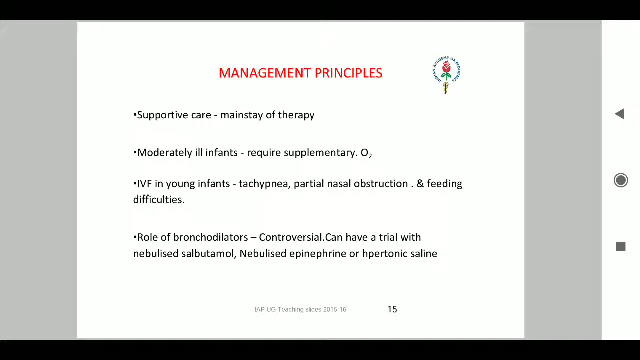 MANAGEMENT PRINCIPLES
•Supportive care - mainstay of therapy
•Moderately ill infants - require supplementary. O2
•IVF in young infants - tachypnea, partial nasal obstruction . & feeding
difficulties.
•Role of bronchodilators – Controversial.Can have a trial with
nebulised salbutamol, Nebulised epinephrine or hpertonic saline
IAP UG Teaching slides 2015-16
15